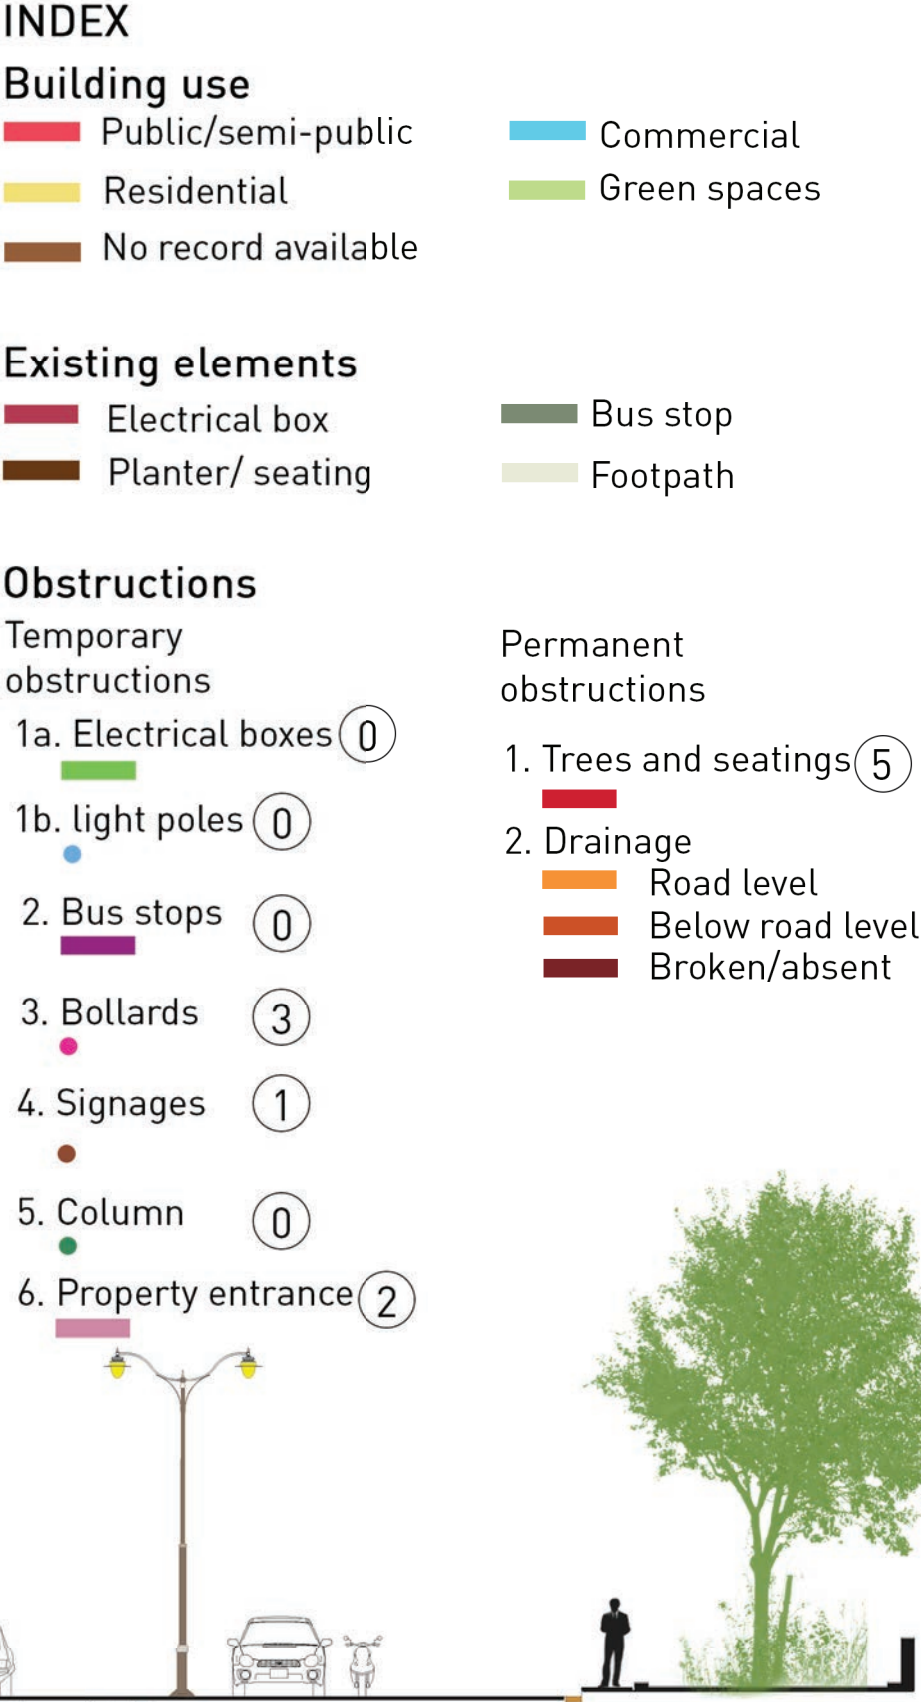 INDEX
Building use
Public/semi-public
Residential
No record available
Commercial
Green spaces
Existing elements
Electrical box
Planter/ seating
Bus stop
Footpath
Obstructions
Temporary
obstructions
1a. Electrical boxes 0
1b. light poles 0
2. Bus stops 0
3. Bollards 3
4. Signages 1
5. Column 0
6. Property entrance 2
Permanent
obstructions
1. Trees and seatings 5
2. Drainage
Road level
Below road level
Broken/absent